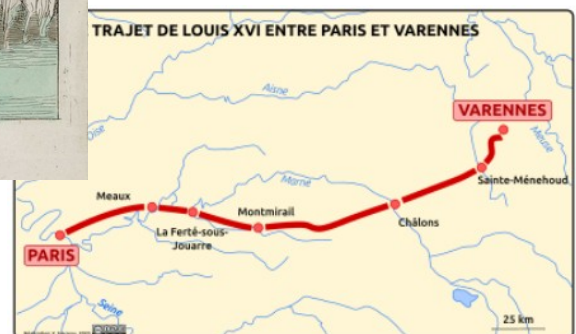 TRAJET DE LOUIS XVI ENTRE PARIS ET VARENNES
Aisne
Oise
VARENNES
Meuse
Marne
Sainte-Ménehoud
Meaux
Montmirail
La Ferté-sous-
Jouarre
Châlons
PARIS
Seine
25 km